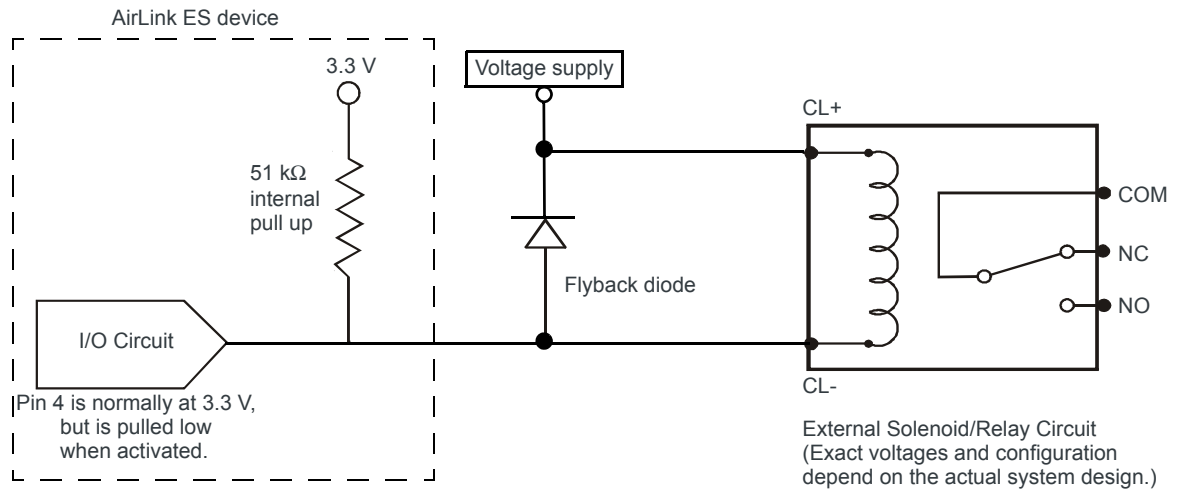 AirLink ES device
3.3 V
Voltage supply
CL+
51 kΩ
internal
pull up
COM
NC
Flyback diode
NO
I/O Circuit
CL-
Pin 4 is normally at 3.3 V,
but is pulled low
when activated.
External Solenoid/Relay Circuit
(Exact voltages and configuration
depend on the actual system design.)